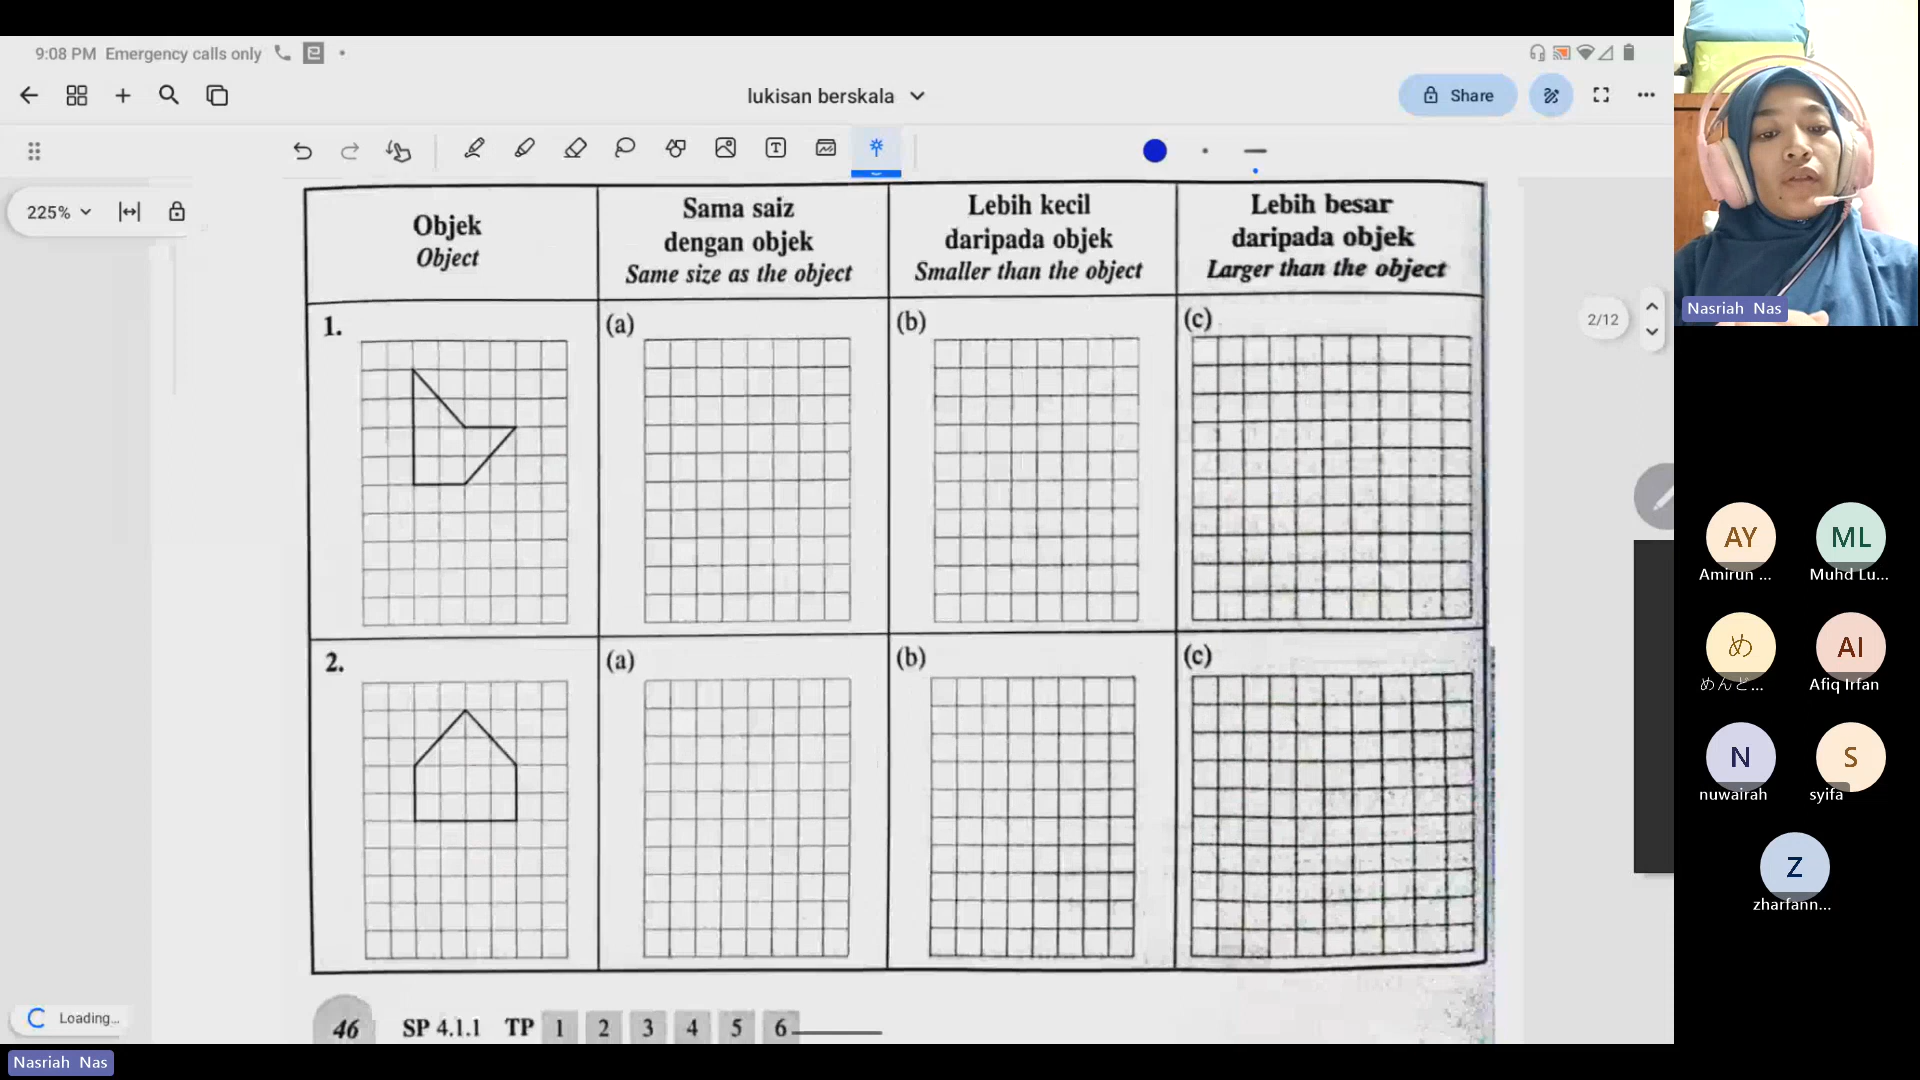 9:08 PM Emergency calls only
lukisan berskala
Share
225%
2/12
Objek
Object
Sama saiz
dengan objek
Same size as the object
Lebih kecil
daripada objek
Smaller than the object
Lebih besar
daripada objek
Larger than the object
1.
(a)
(b)
(c)
2.
(a)
(b)
(c)
46 SP 4.1.1 TP 1 2 3 4 5 6
Loading...
Nasriah Nas
Nasriah Nas
AY
Amirun ...
ML
Muhd Lu...
め
めんど...
AI
Afiq Irfan
N
nuwairah
S
syifa
Z
zharfann...